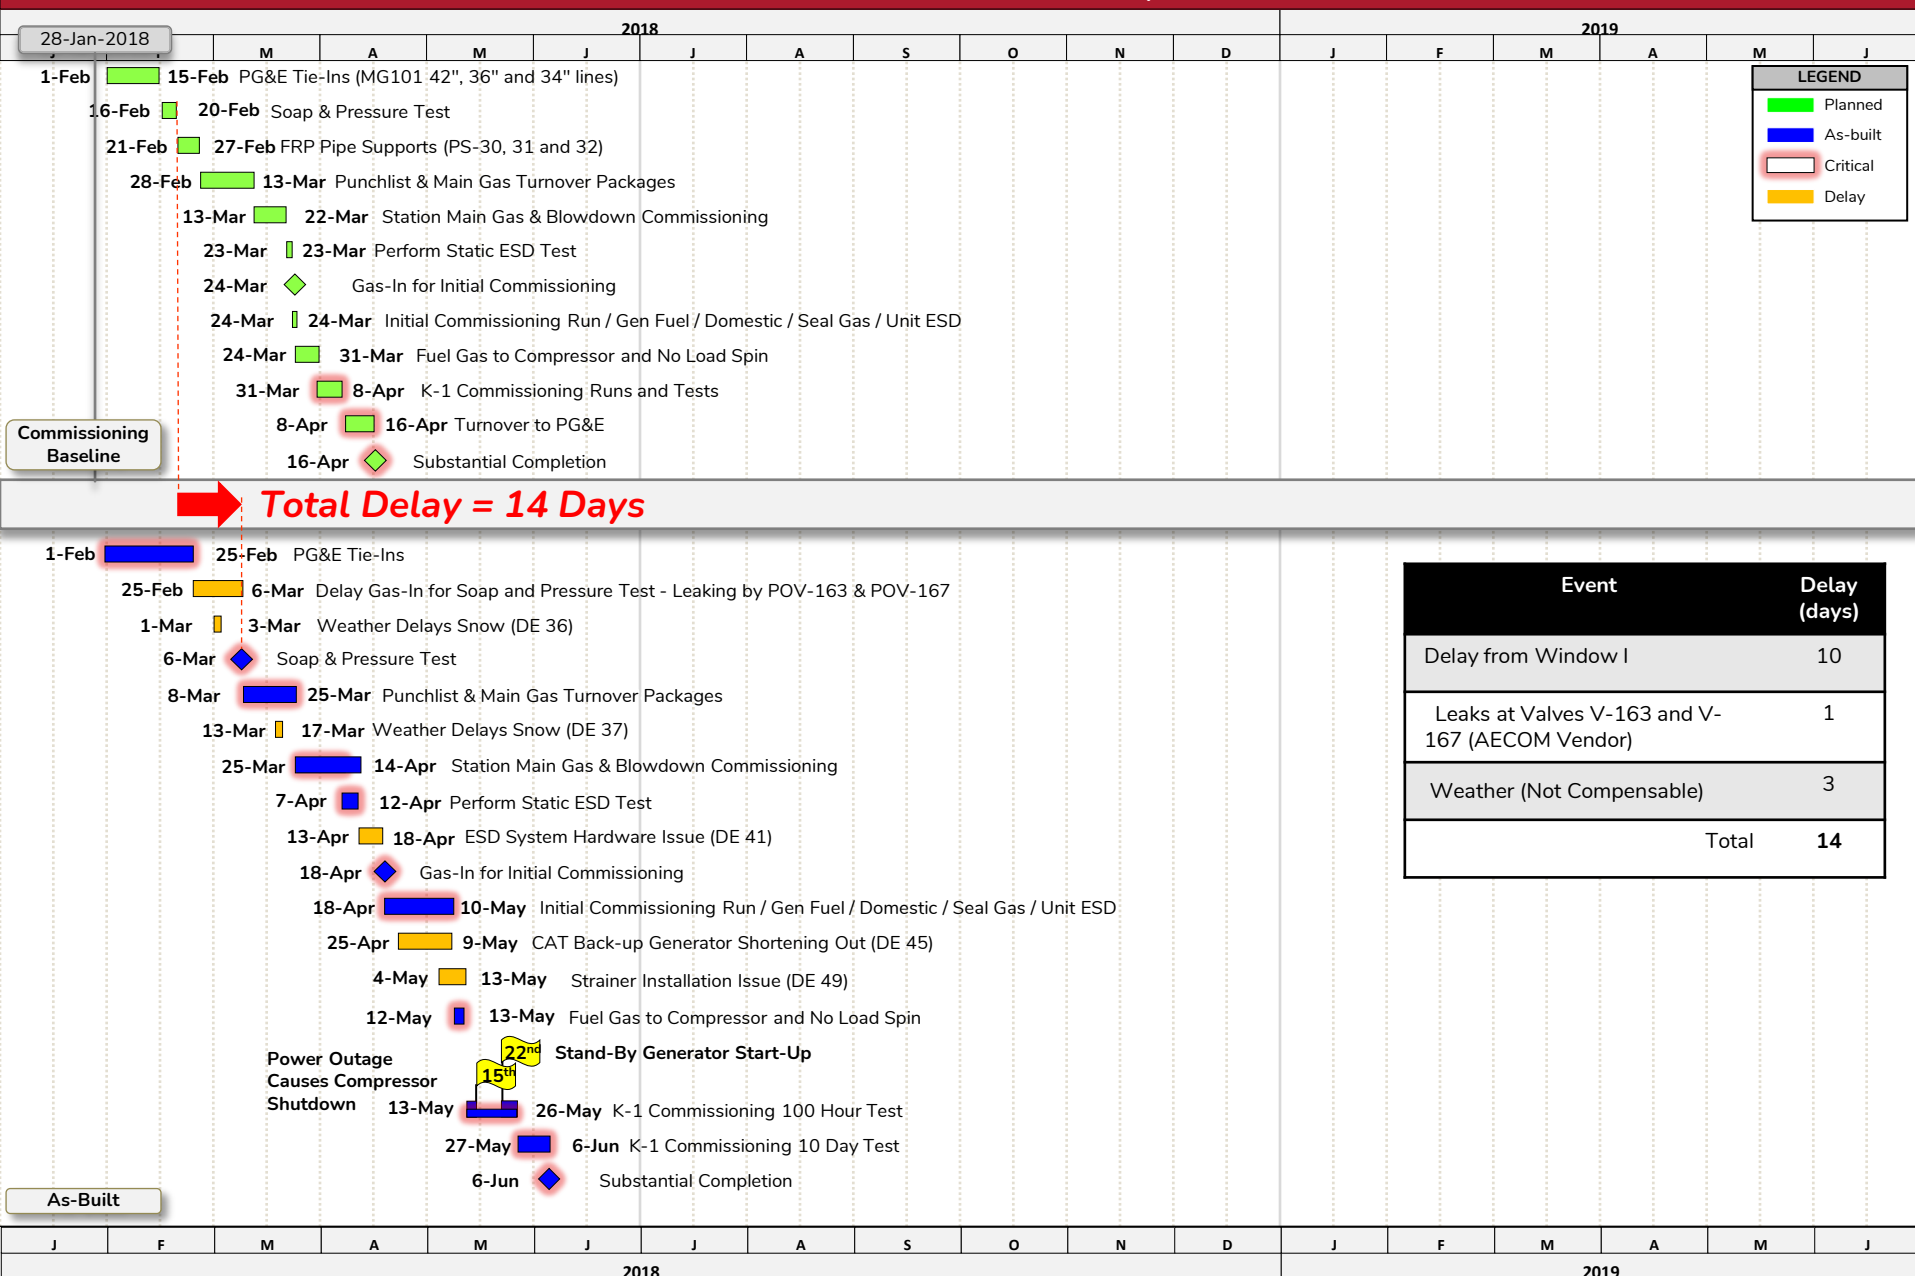 2018
2019
28-Jan-2018
M A M J J A S O N D J F M A M J
1-Feb 15-Feb PG&E Tie-Ins (MG101 42", 36" and 34" lines)
16-Feb 20-Feb Soap & Pressure Test
21-Feb 27-Feb FRP Pipe Supports (PS-30, 31 and 32)
28-Feb 13-Mar Punchlist & Main Gas Turnover Packages
13-Mar 22-Mar Station Main Gas & Blowdown Commissioning
23-Mar 23-Mar Perform Static ESD Test
24-Mar Gas-In for Initial Commissioning
24-Mar 24-Mar Initial Commissioning Run / Gen Fuel / Domestic / Seal Gas / Unit ESD
24-Mar 31-Mar Fuel Gas to Compressor and No Load Spin
31-Mar 8-Apr K-1 Commissioning Runs and Tests
8-Apr 16-Apr Turnover to PG&E
16-Apr Substantial Completion
Commissioning
Baseline
LEGEND
Planned
As-built
Critical
Delay
Total Delay = 14 Days
1-Feb 25-Feb PG&E Tie-Ins
25-Feb 6-Mar Delay Gas-In for Soap and Pressure Test - Leaking by POV-163 & POV-167
1-Mar 3-Mar Weather Delays Snow (DE 36)
6-Mar Soap & Pressure Test
8-Mar 25-Mar Punchlist & Main Gas Turnover Packages
13-Mar 17-Mar Weather Delays Snow (DE 37)
25-Mar 14-Apr Station Main Gas & Blowdown Commissioning
7-Apr 12-Apr Perform Static ESD Test
13-Apr 18-Apr ESD System Hardware Issue (DE 41)
18-Apr Gas-In for Initial Commissioning
18-Apr 10-May Initial Commissioning Run / Gen Fuel / Domestic / Seal Gas / Unit ESD
25-Apr 9-May CAT Back-up Generator Shortening Out (DE 45)
4-May 13-May Strainer Installation Issue (DE 49)
12-May 13-May Fuel Gas to Compressor and No Load Spin
22nd Stand-By Generator Start-Up
15th
Power Outage
Causes Compressor
Shutdown
13-May 26-May K-1 Commissioning 100 Hour Test
27-May 6-Jun K-1 Commissioning 10 Day Test
6-Jun Substantial Completion
As-Built
Event Delay
(days)
Delay from Window I 10
Leaks at Valves V-163 and V- 1
167 (AECOM Vendor)
Weather (Not Compensable) 3
Total 14
J F M A M J J A S O N D J F M A M J
2018
2019